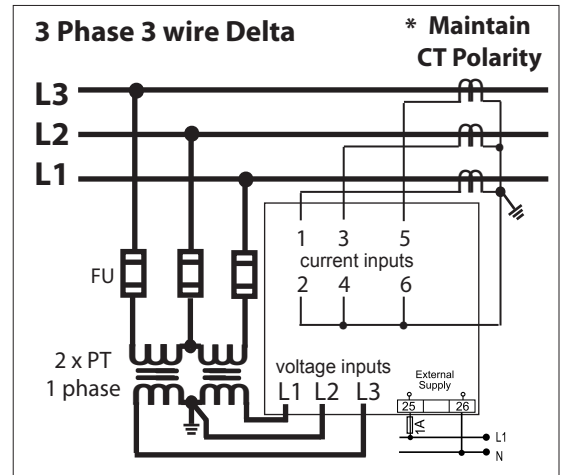 3 Phase 3 wire Delta
* Maintain
CT Polarity
L3
L2
L1
1 3 5
current inputs
2 4 6
FU
2 x PT
1 phase
voltage inputs
L1 L2 L3
External
Supply
25 26
1A
L1
N